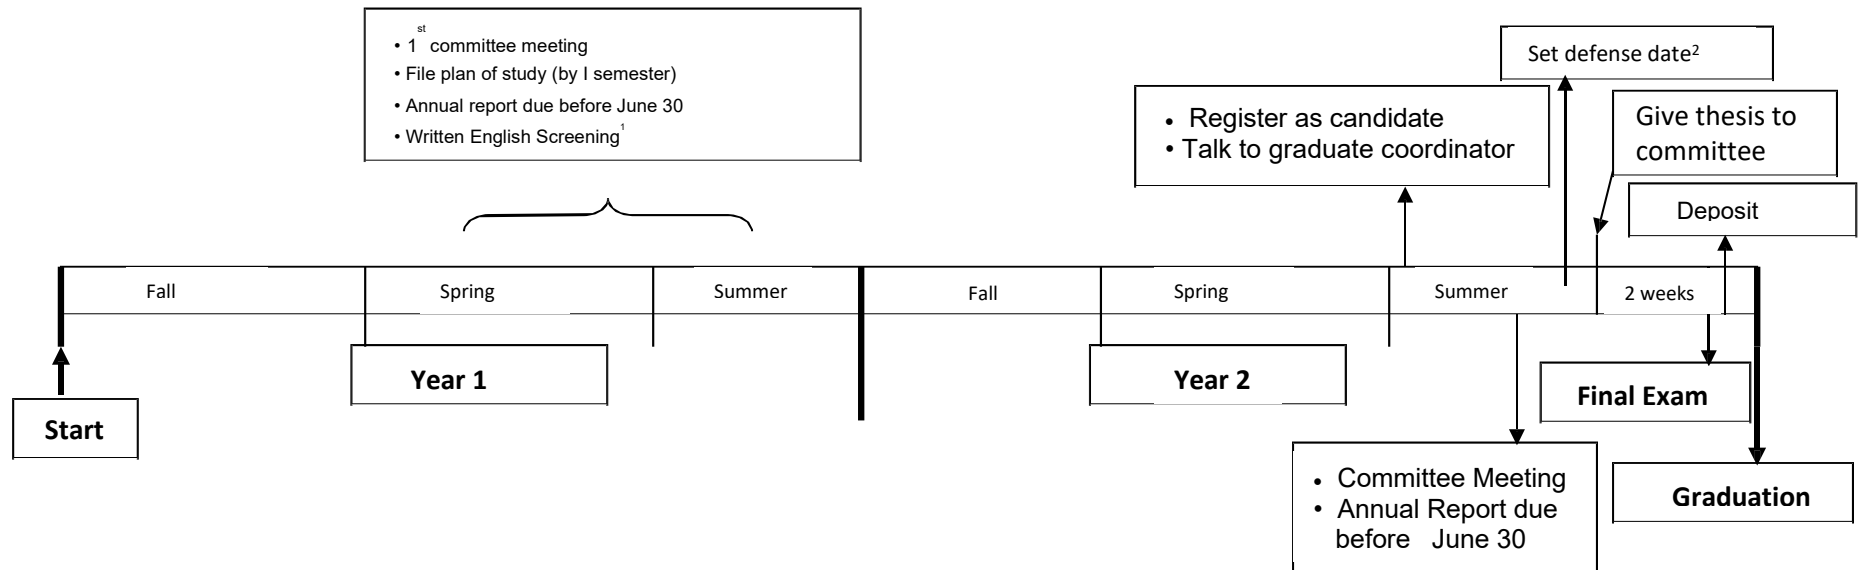 • 1st committee meeting
• File plan of study (by I semester)
• Annual report due before June 30
• Written English Screening1
Set defense date2
• Register as candidate
• Talk to graduate coordinator
Give thesis to
committee
Deposit
Fall
Spring
Summer
Fall
Spring
Summer
2 weeks
Year 1
Year 2
Start
Final Exam
• Committee Meeting
• Annual Report due
before June 30
Graduation